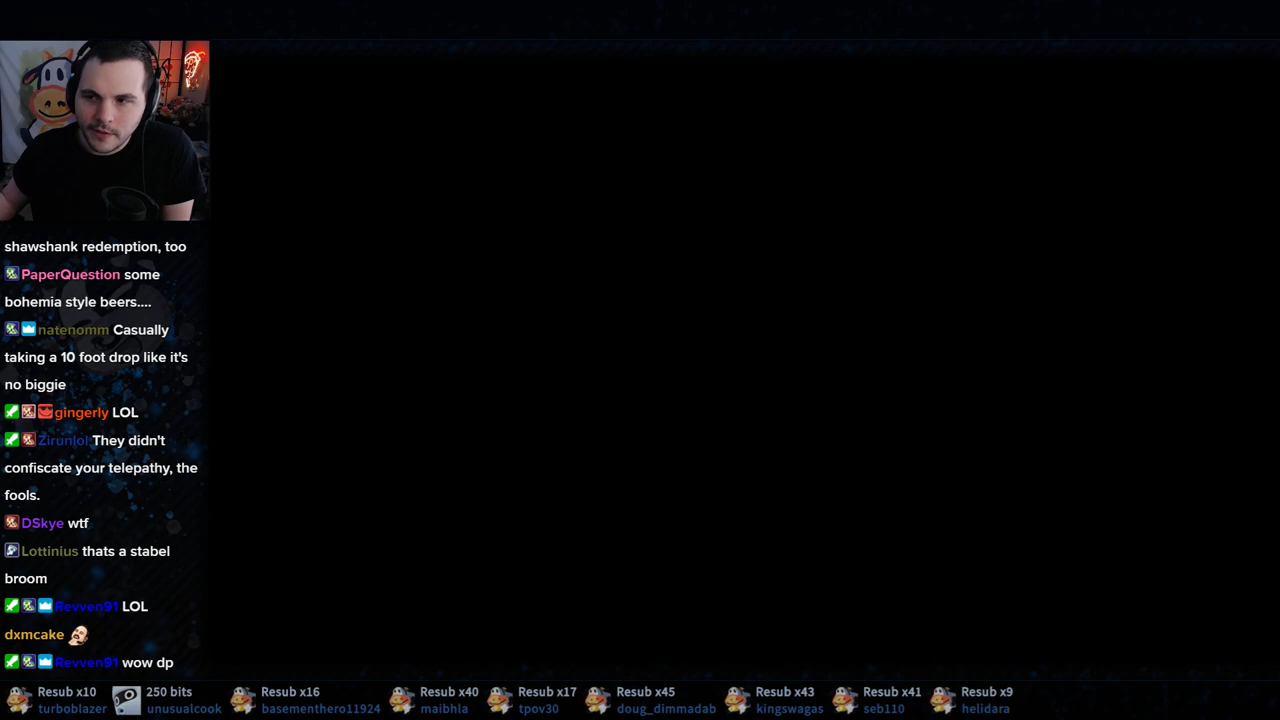 shawshank redemption, too
PaperQuestion some
bohemia style beers....
natenomm Casually
taking a 10 foot drop like it's
no biggie
gingerly LOL
Zirunlol They didn't
confiscate your telepathy, the
fools.
DSkye wtf
Lottinius thats a stabel
broom
Revven91 LOL
dxmcake
Revven91 wow dp
Resub x10
turboblazer
250 bits
unusualcook
Resub x16
basementhero11924
Resub x40
maibhla
Resub x17
tpov30
Resub x45
doug_dimmadab
Resub x43
kingswagas
Resub x41
seb110
Resub x9
helidara